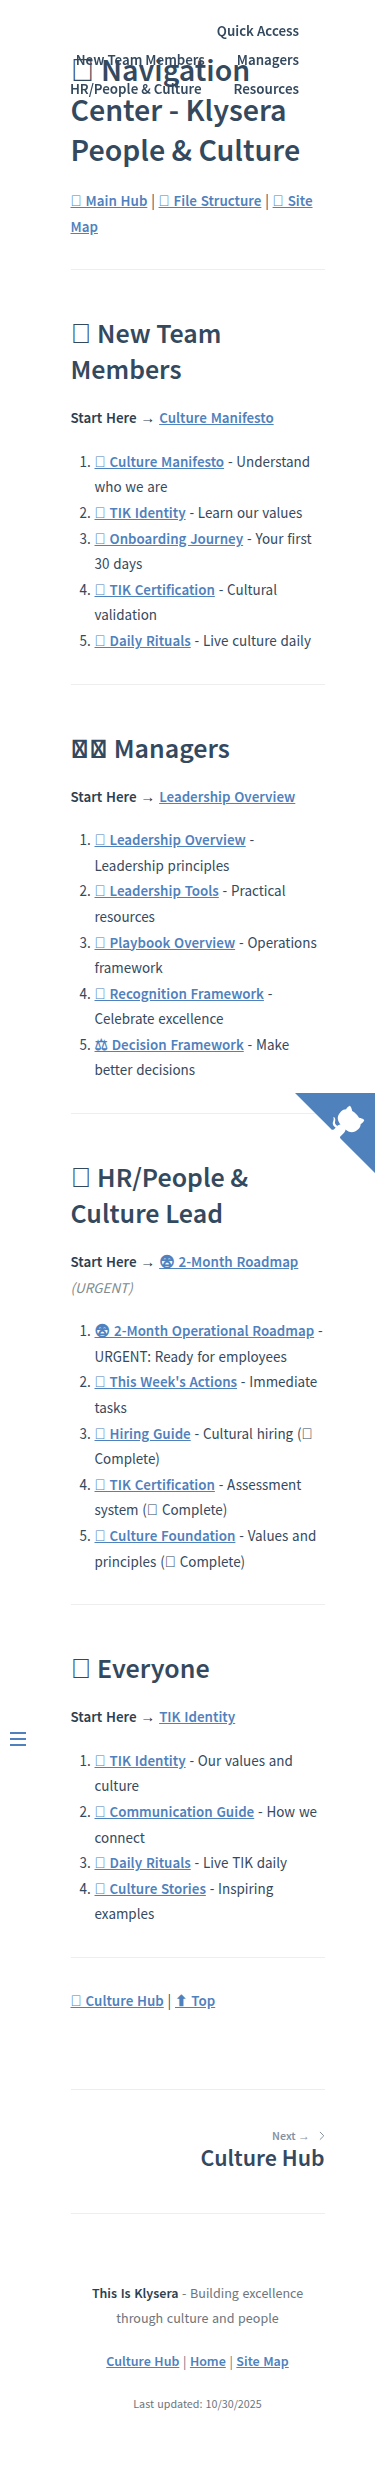 Quick Access
New Team Members Managers
HR/People & Culture Resources
Navigation
Center - Klysera
People & Culture
Main Hub | File Structure | Site
Map
New Team
Members
Start Here → Culture Manifesto
1. Culture Manifesto - Understand
who we are
2. TIK Identity - Learn our values
3. Onboarding Journey - Your first
30 days
4. TIK Certification - Cultural
validation
5. Daily Rituals - Live culture daily
Managers
Start Here → Leadership Overview
1. Leadership Overview -
Leadership principles
2. Leadership Tools - Practical
resources
3. Playbook Overview - Operations
framework
4. Recognition Framework -
Celebrate excellence
5. ⚖ Decision Framework - Make
better decisions
HR/People &
Culture Lead
Start Here → 2-Month Roadmap
(URGENT)
1. 2-Month Operational Roadmap -
URGENT: Ready for employees
2. This Week's Actions - Immediate
tasks
3. Hiring Guide - Cultural hiring (
Complete)
4. TIK Certification - Assessment
system ( Complete)
5. Culture Foundation - Values and
principles ( Complete)
Everyone
Start Here → TIK Identity
1. TIK Identity - Our values and
culture
2. Communication Guide - How we
connect
3. Daily Rituals - Live TIK daily
4. Culture Stories - Inspiring
examples
Culture Hub | ⬆ Top
Next →
Culture Hub
This Is Klysera - Building excellence
through culture and people
Culture Hub | Home | Site Map
Last updated: 10/30/2025